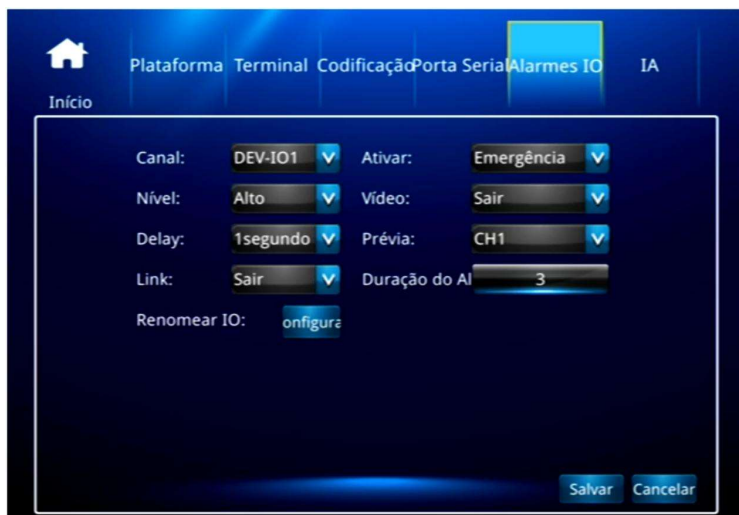 Plataforma Terminal Codificação Porta Serial Alarmes IO IA
Início
Canal: DEV-IO1 Ativar: Emergência
Nível: Alto Vídeo: Sair
Delay: 1segundo Prévia: CH1
Link: Sair Duração do Al 3
Renomear IO: onfigura
Salvar Cancelar